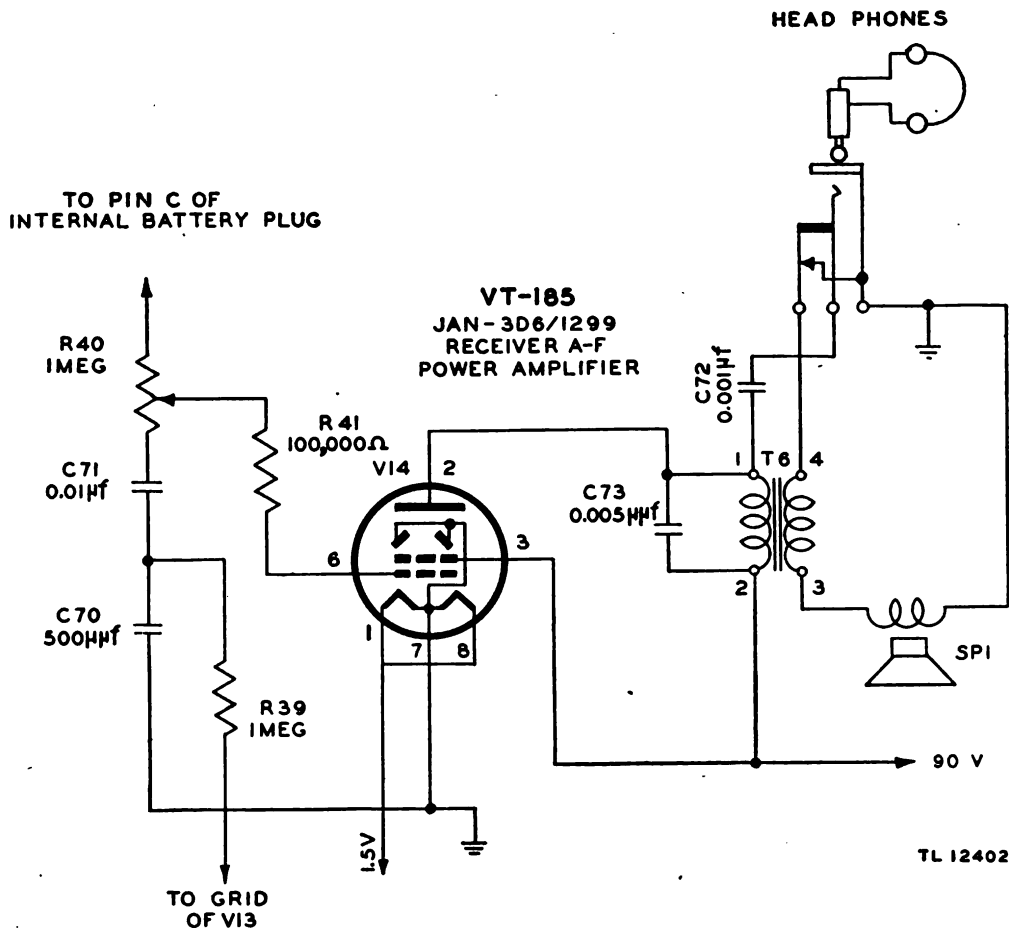 HEAD PHONES
TO PIN C OF
INTERNAL BATTERY PLUG
VT-185
JAN-3D6/1299
RECEIVER A-F
POWER AMPLIFIER
R40
1MEG
R41
100,000Ω
C72
0.001µf
C71
0.01µf
V14
2
1
T6
4
C73
0.005µµf
6
3
2
3
C70
500µµf
1
7
8
SP1
R39
1MEG
90 V
1.5V
TL 12402
TO GRID
OF V13